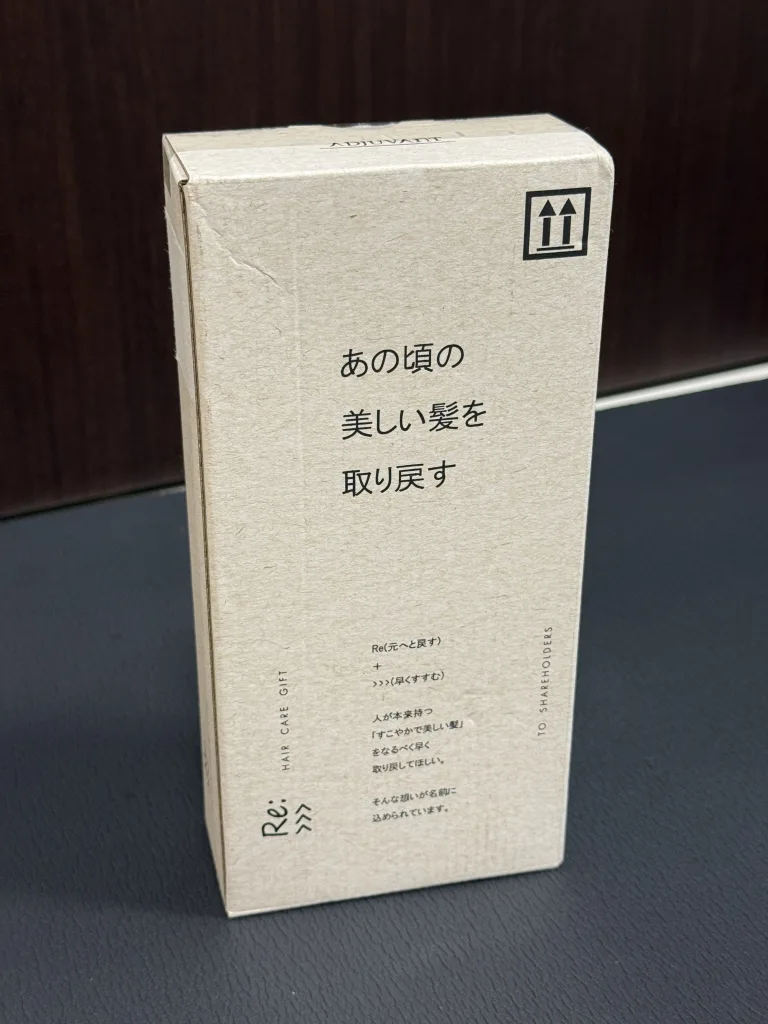 ADJUVANT
あの頃の
美しい髪を
取り戻す
Re(元へと戻す)
+
>>>(早くすすむ)
人が本来持つ
「すこやかで美しい髪」
をなるべく早く
取り戻してほしい。
そんな想いが名前に
込められています。
Re:
>>>
HAIR CARE GIFT
TO SHAREHOLDERS